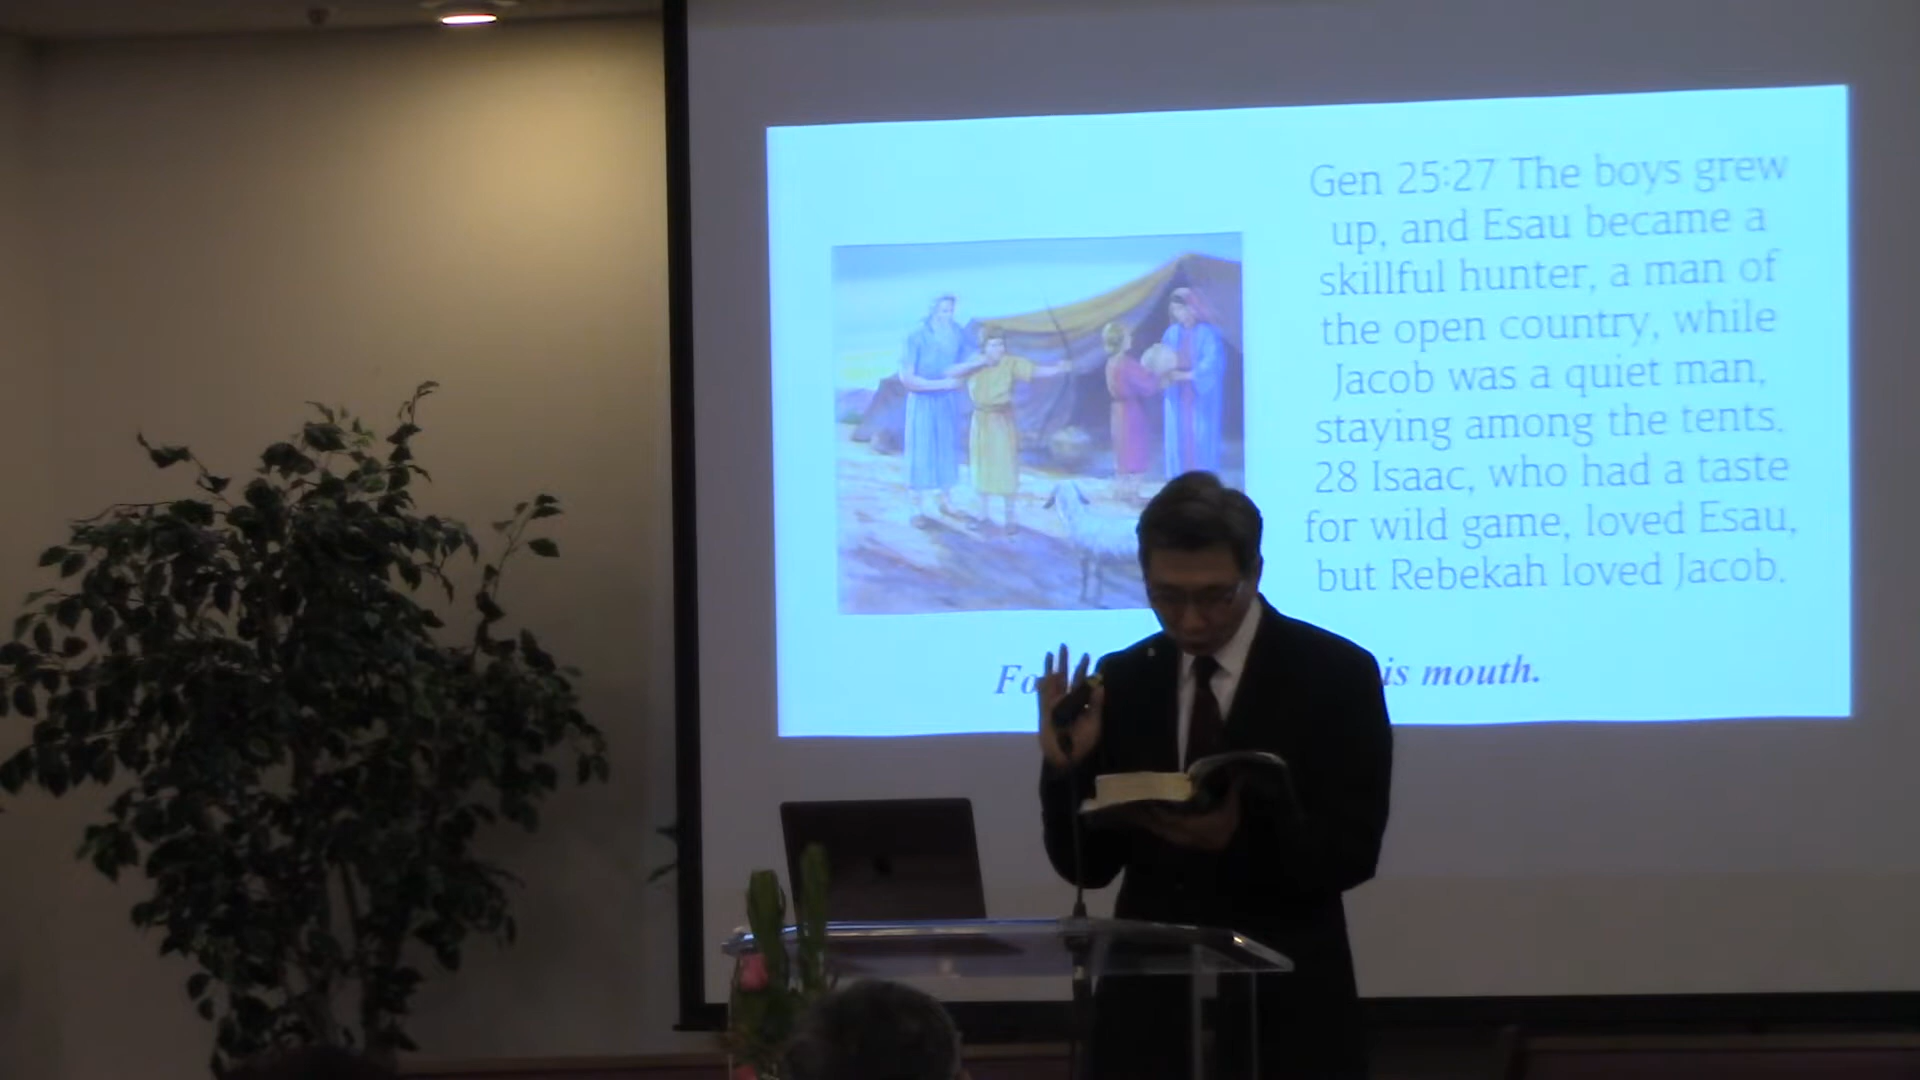 Gen 25:27 The boys grew
up, and Esau became a
skillful hunter, a man of
the open country, while
Jacob was a quiet man,
staying among the tents.
28 Isaac, who had a taste
for wild game, loved Esau,
but Rebekah loved Jacob.
is mouth.